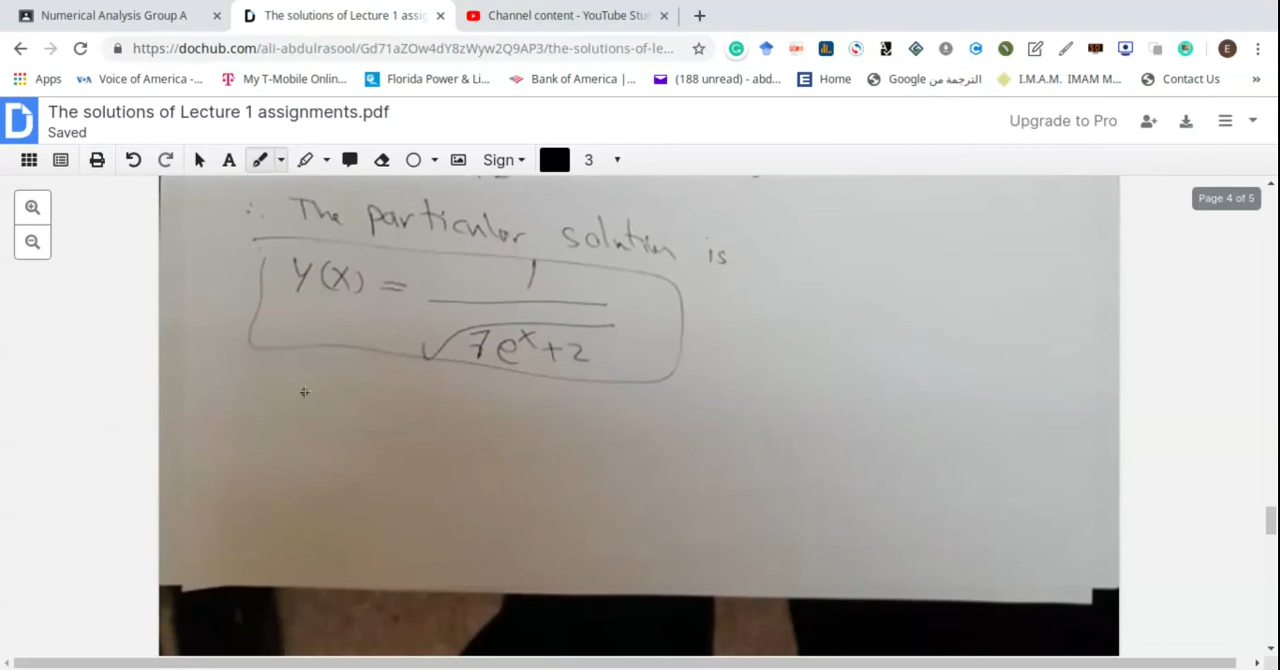 Numerical Analysis Group A
The solutions of Lecture 1 assig
Channel content - YouTube Stu
https://dochub.com/ali-abdulrasool/Gd71aZOw4dY8zWyw2Q9AP3/the-solutions-of-le...
E
Apps
Voice of America -...
My T-Mobile Onlin...
Florida Power & Li...
Bank of America |...
(188 unread) - abd...
Home
الترجمة من Google
I.M.A.M. IMAM M...
Contact Us
»
The solutions of Lecture 1 assignments.pdf
Saved
Upgrade to Pro
A
Sign
3
Page 4 of 5
∴ The particular solution is
Y(X) = 1 / √(7e^x+2)